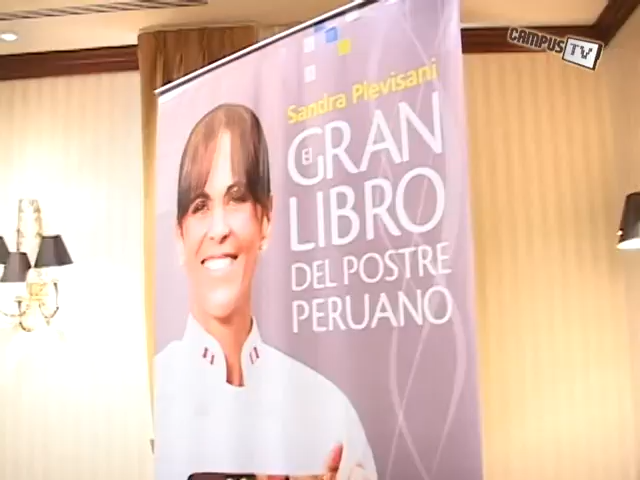 CAMPUS TV
Sandra Plevisani
El GRAN
LIBRO
DEL POSTRE
PERUANO